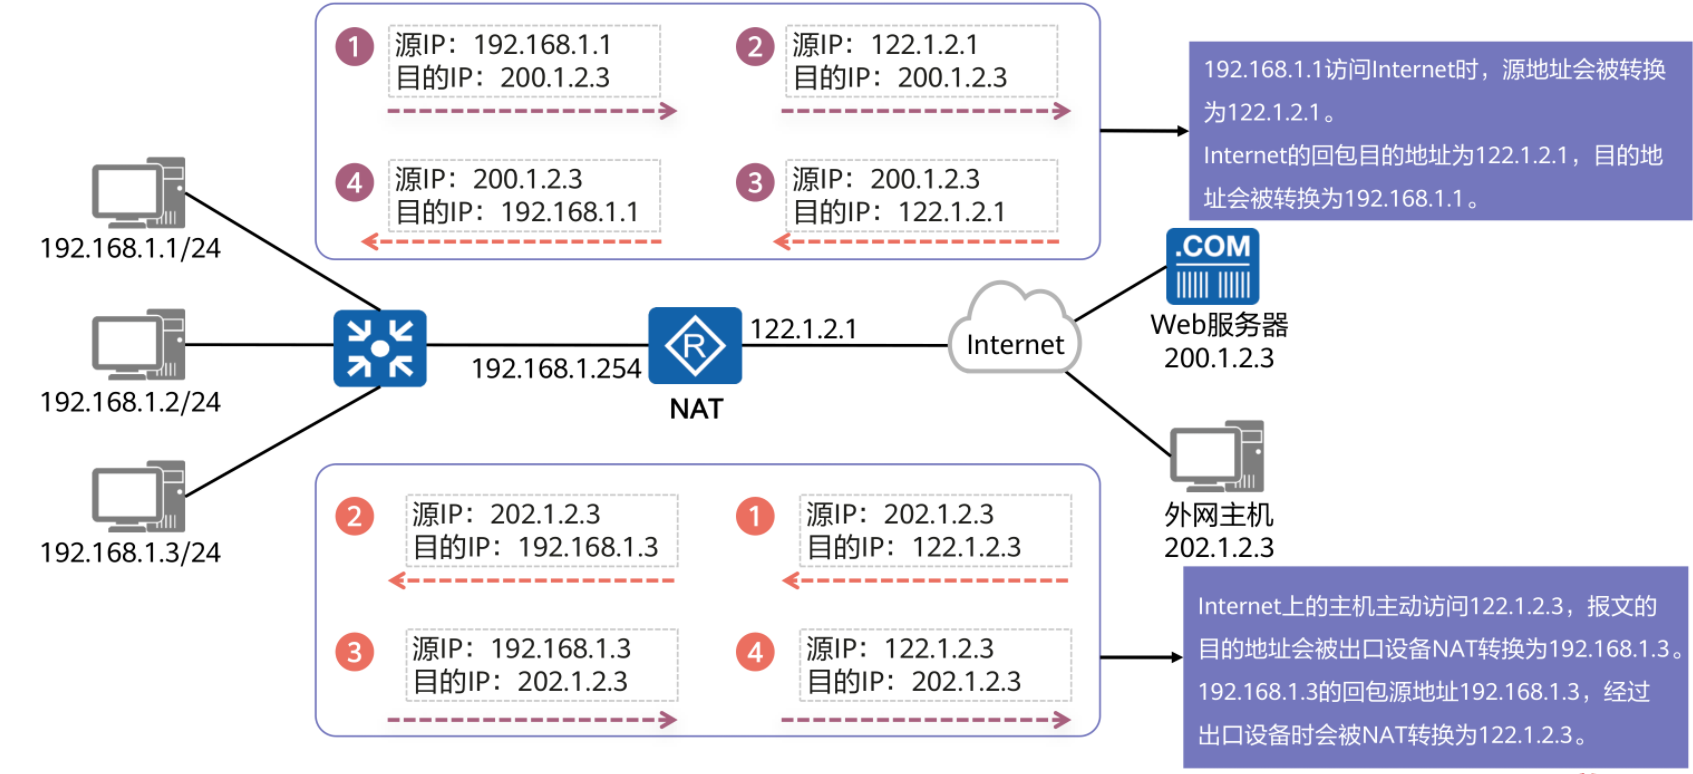 1
源IP：192.168.1.1
目的IP：200.1.2.3
2
源IP：122.1.2.1
目的IP：200.1.2.3
4
源IP：200.1.2.3
目的IP：192.168.1.1
3
源IP：200.1.2.3
目的IP：122.1.2.1
192.168.1.1访问Internet时，源地址会被转换
为122.1.2.1。
Internet的回包目的地址为122.1.2.1，目的地
址会被转换为192.168.1.1。
192.168.1.1/24
192.168.1.2/24
192.168.1.3/24
192.168.1.254
R
NAT
122.1.2.1
Internet
.COM
Web服务器
200.1.2.3
外网主机
202.1.2.3
2
源IP：202.1.2.3
目的IP：192.168.1.3
1
源IP：202.1.2.3
目的IP：122.1.2.3
3
源IP：192.168.1.3
目的IP：202.1.2.3
4
源IP：122.1.2.3
目的IP：202.1.2.3
Internet上的主机主动访问122.1.2.3，报文的
目的地址会被出口设备NAT转换为192.168.1.3。
192.168.1.3的回包源地址192.168.1.3，经过
出口设备时会被NAT转换为122.1.2.3。